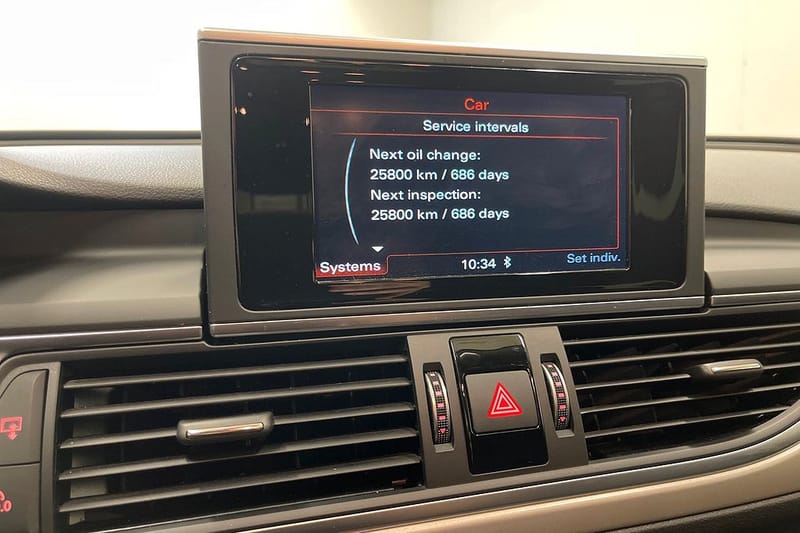 Car
Service intervals
Next oil change:
25800 km / 686 days
Next inspection:
25800 km / 686 days
Systems
10:34
Set indiv.